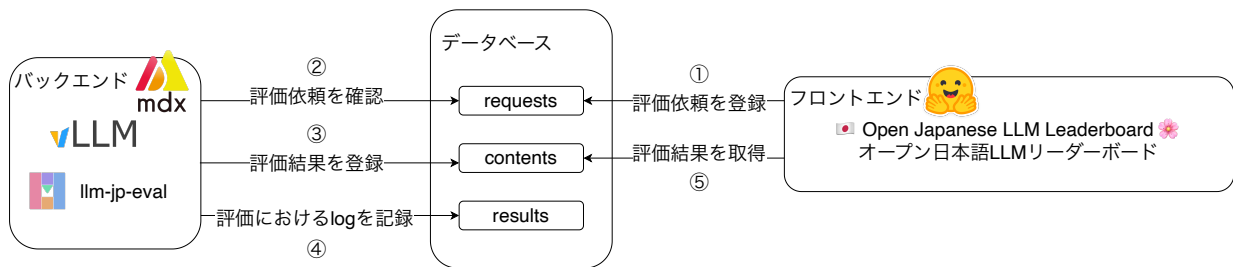 バックエンド
mdx
vLLM
llm-jp-eval
②
評価依頼を確認
③
評価結果を登録
評価におけるlogを記録
④
データベース
requests
contents
results
①
評価依頼を登録
評価結果を取得
⑤
フロントエンド
🇯🇵 Open Japanese LLM Leaderboard 🌸
オープン日本語LLMリーダーボード